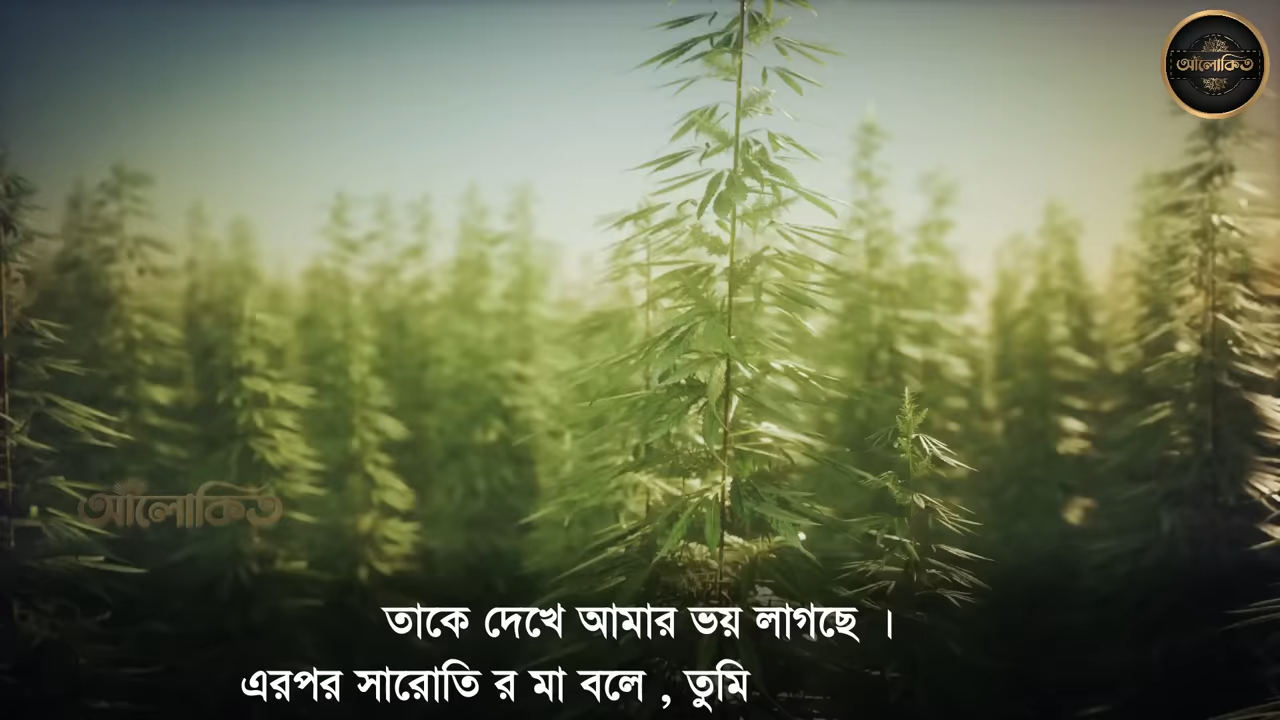 আলোকিত
আলোকিত
তাকে দেখে আমার ভয় লাগছে ।
এরপর সারোতি র মা বলে , তুমি